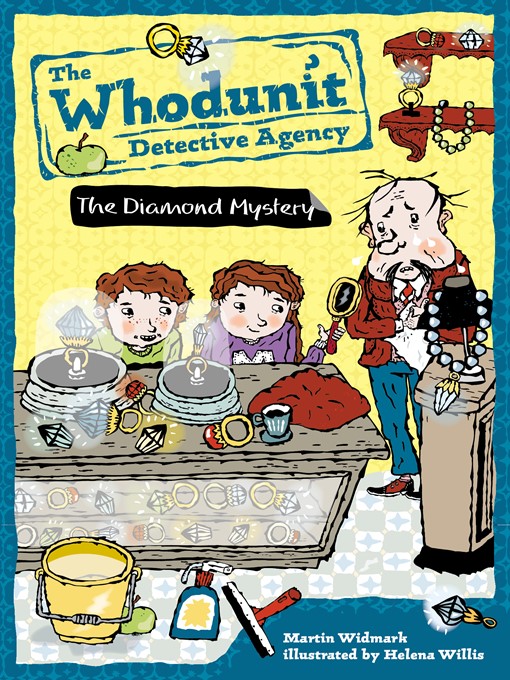 The
Whodunit
Detective Agency
The Diamond Mystery
M
Martin Widmark
illustrated by Helena Willis